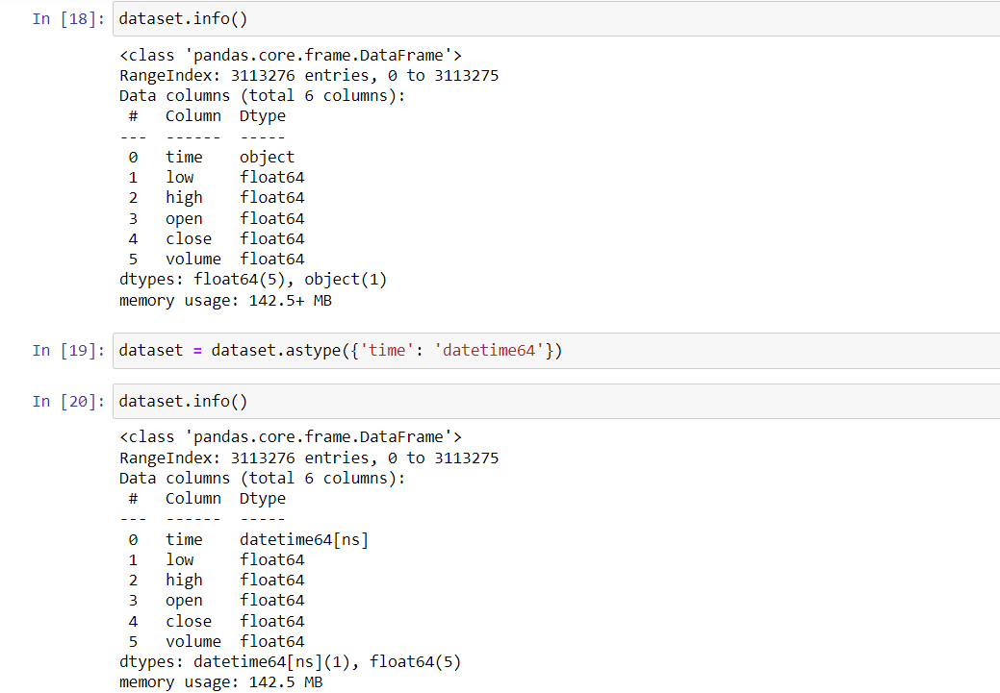 In [18]: dataset.info()
<class 'pandas.core.frame.DataFrame'>
RangeIndex: 3113276 entries, 0 to 3113275
Data columns (total 6 columns):
 #   Column  Dtype
---  ------  -----
 0   time    object
 1   low     float64
 2   high    float64
 3   open    float64
 4   close   float64
 5   volume  float64
dtypes: float64(5), object(1)
memory usage: 142.5+ MB
In [19]: dataset = dataset.astype({'time': 'datetime64'})
In [20]: dataset.info()
<class 'pandas.core.frame.DataFrame'>
RangeIndex: 3113276 entries, 0 to 3113275
Data columns (total 6 columns):
 #   Column  Dtype
---  ------  -----
 0   time    datetime64[ns]
 1   low     float64
 2   high    float64
 3   open    float64
 4   close   float64
 5   volume  float64
dtypes: datetime64[ns](1), float64(5)
memory usage: 142.5 MB